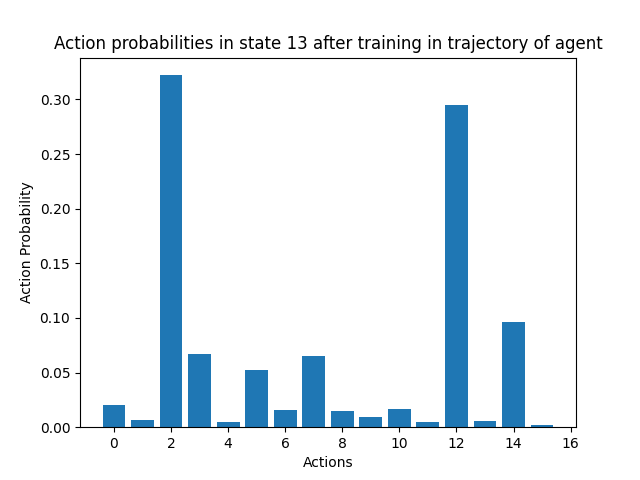 Action probabilities in state 13 after training in trajectory of agent
0.30
0.25
0.20
0.15
0.10
0.05
0.00
Action Probability
0 2 4 6 8 10 12 14 16
Actions